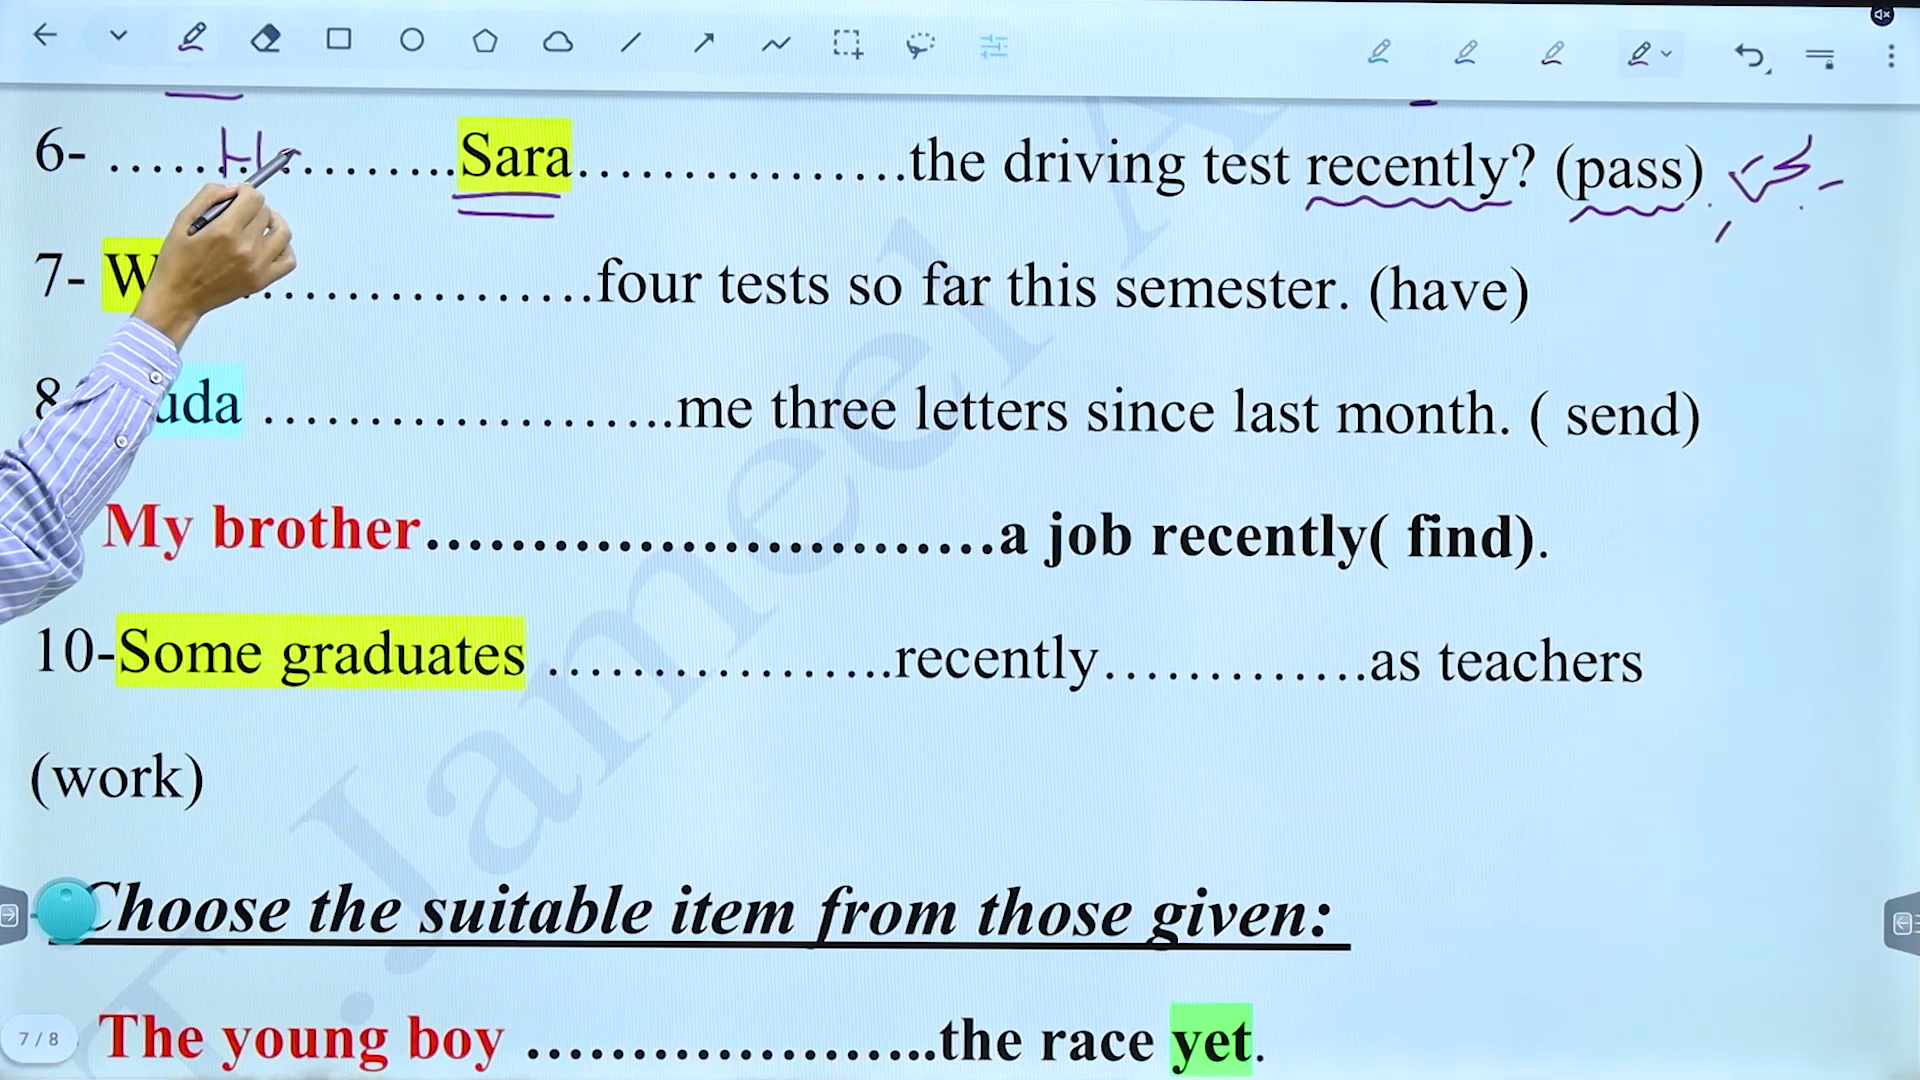 6- .....H............Sara..................the driving test recently? (pass)
7- W....................four tests so far this semester. (have)
8 uda .......................me three letters since last month. ( send)
My brother............................a job recently( find).
10-Some graduates ...................recently..............as teachers
(work)
Choose the suitable item from those given:
The young boy .....................the race yet.
7 / 8
T. Jameel A